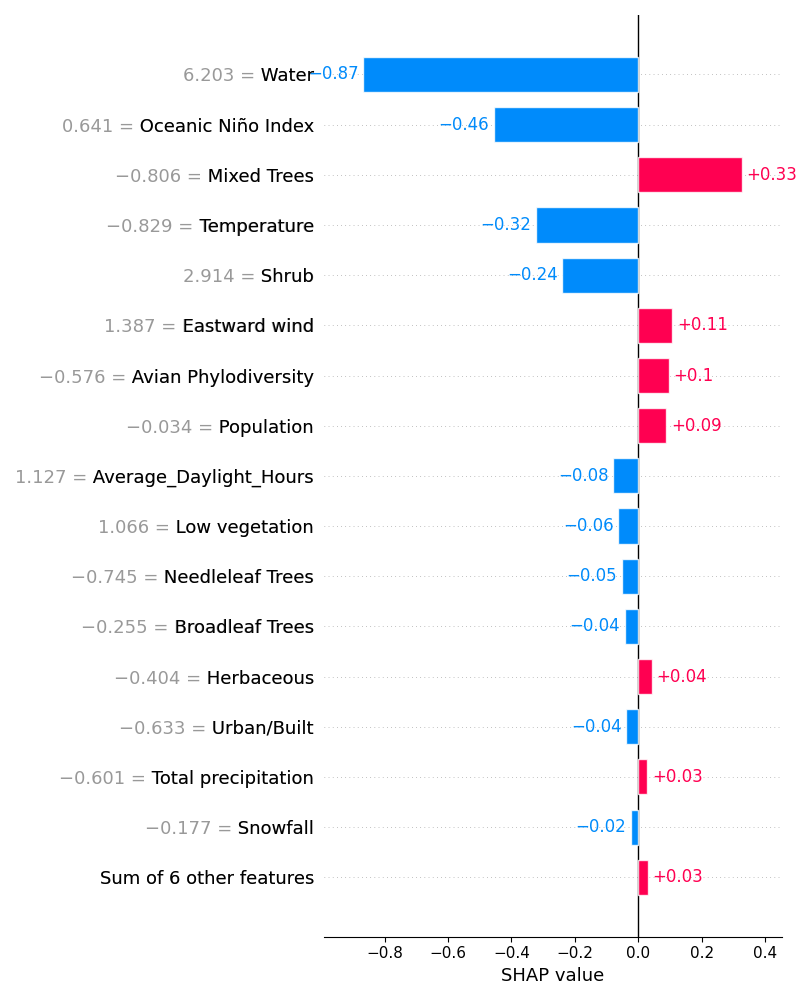 6.203 = Water −0.87
0.641 = Oceanic Niño Index −0.46
−0.806 = Mixed Trees +0.33
−0.829 = Temperature −0.32
2.914 = Shrub −0.24
1.387 = Eastward wind +0.11
−0.576 = Avian Phylodiversity +0.1
−0.034 = Population +0.09
1.127 = Average_Daylight_Hours −0.08
1.066 = Low vegetation −0.06
−0.745 = Needleleaf Trees −0.05
−0.255 = Broadleaf Trees −0.04
−0.404 = Herbaceous +0.04
−0.633 = Urban/Built −0.04
−0.601 = Total precipitation +0.03
−0.177 = Snowfall −0.02
Sum of 6 other features +0.03
−0.8 −0.6 −0.4 −0.2 0.0 0.2 0.4
SHAP value